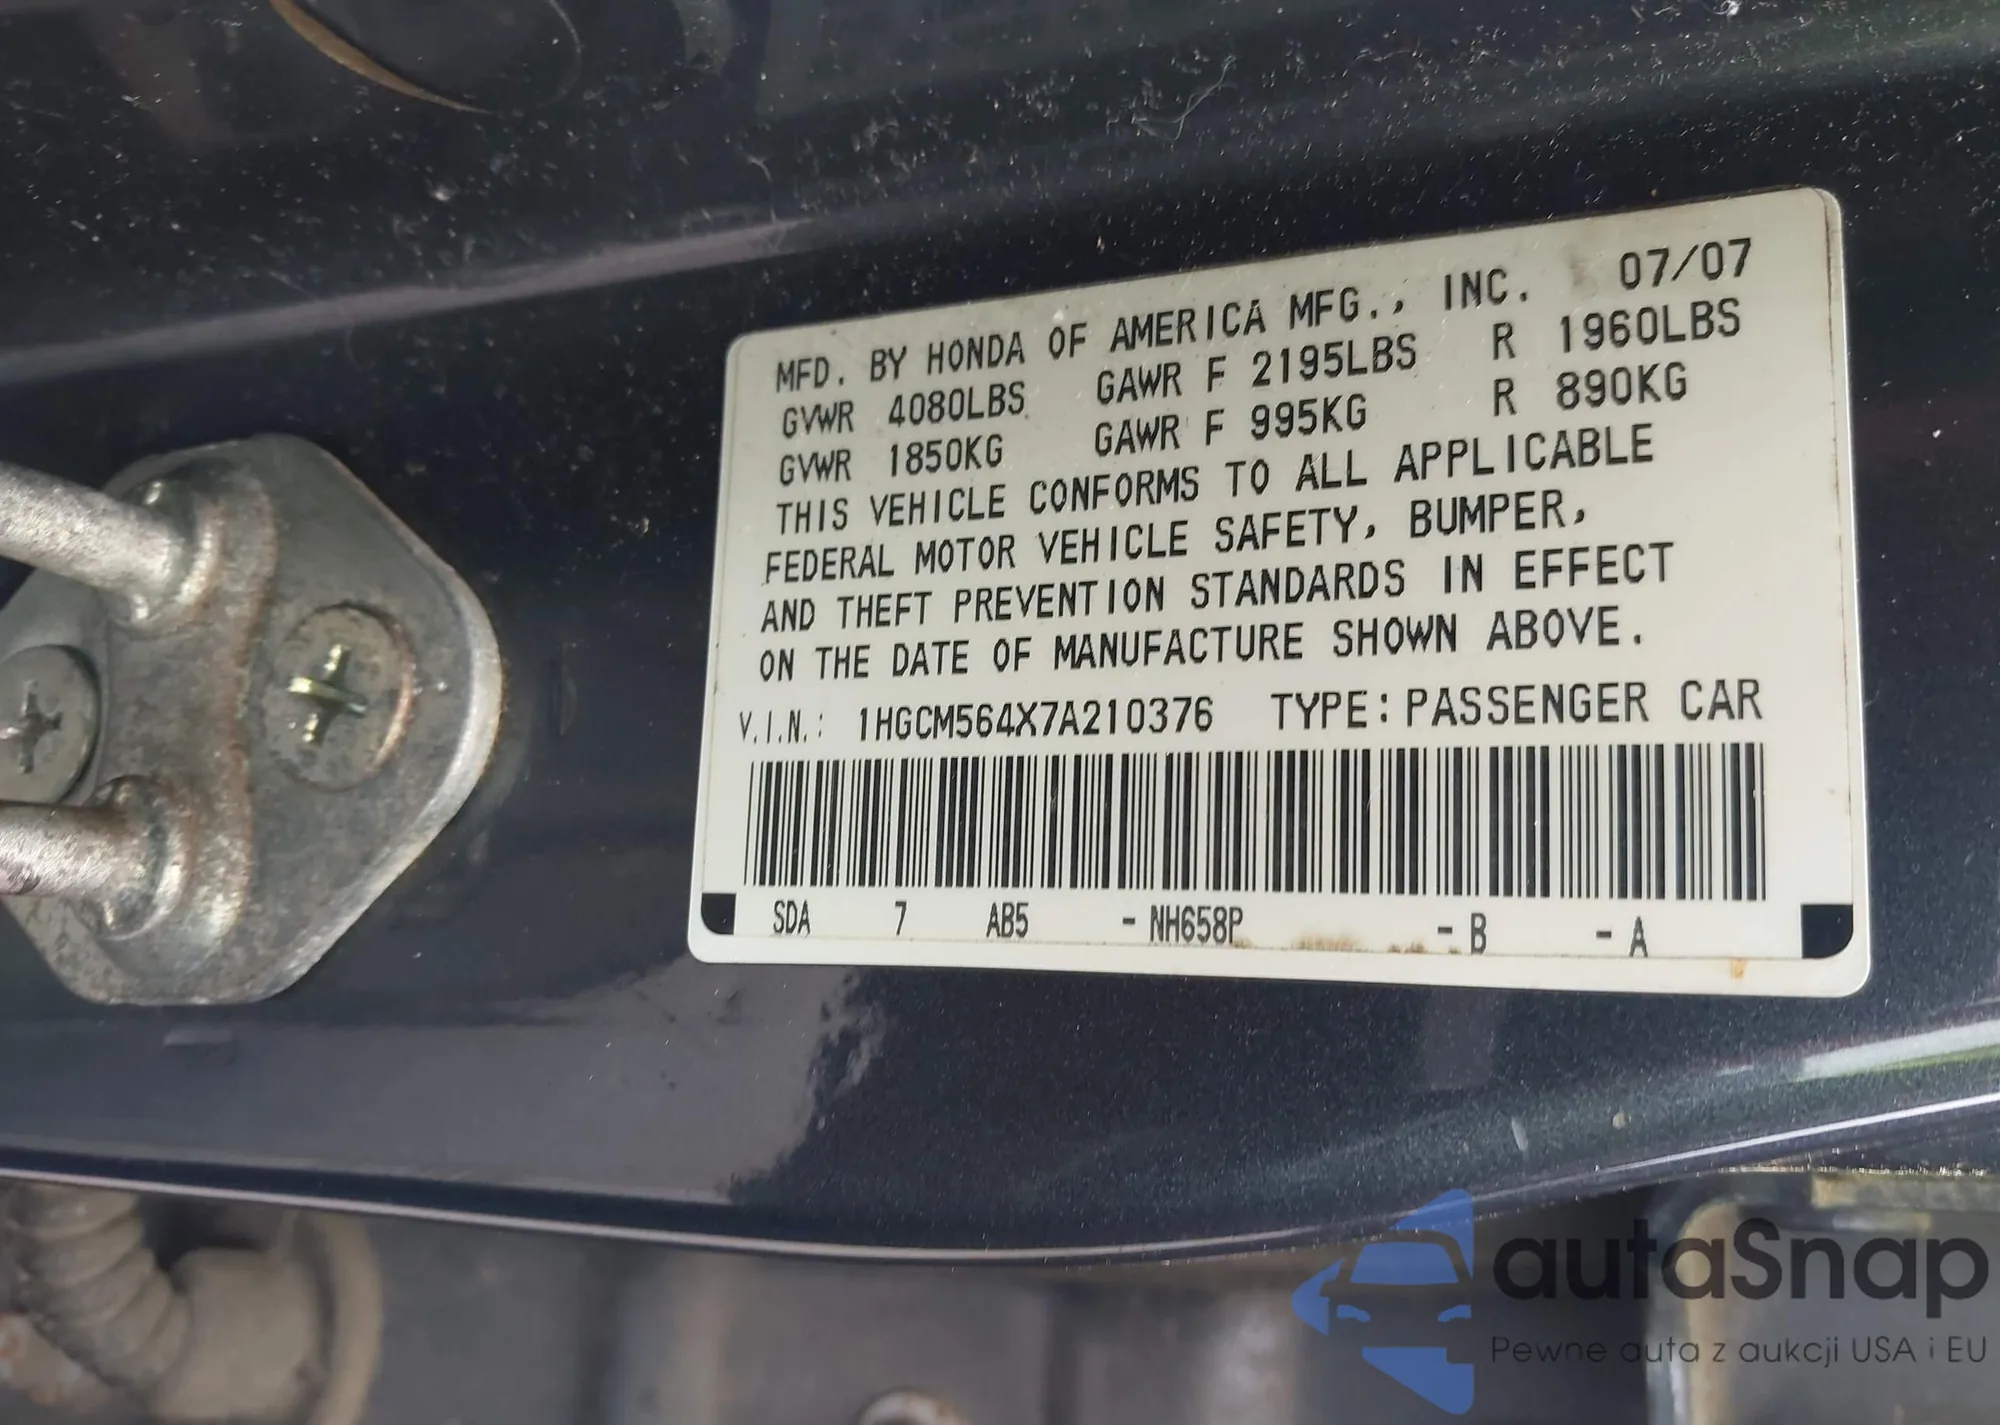 MFD. BY HONDA OF AMERICA MFG., INC. 07/07
GVWR 4080LBS GAWR F 2195LBS R 1960LBS
GVWR 1850KG GAWR F 995KG R 890KG
THIS VEHICLE CONFORMS TO ALL APPLICABLE
FEDERAL MOTOR VEHICLE SAFETY, BUMPER,
AND THEFT PREVENTION STANDARDS IN EFFECT
ON THE DATE OF MANUFACTURE SHOWN ABOVE.
V.I.N.: 1HGCM564X7A210376 TYPE:PASSENGER CAR
SDA 7 AB5 -NH658P -B -A
autaSnap
Pewne auta z aukcji USA i EU